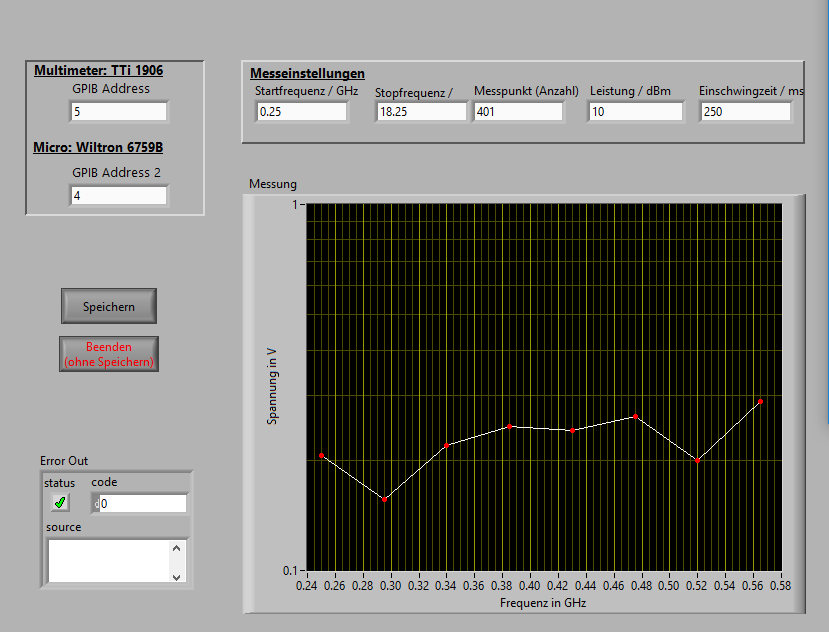 Multimeter: TTi 1906
GPIB Address
5
Micro: Wiltron 6759B
GPIB Address 2
4
Messeinstellungen
Startfrequenz / GHz
Stopfrequenz /
Messpunkt (Anzahl)
Leistung / dBm
Einschwingzeit / ms
0.25
18.25
401
10
250
Messung
1
Spannung in V
0.1
0.24 0.26 0.28 0.30 0.32 0.34 0.36 0.38 0.40 0.42 0.44 0.46 0.48 0.50 0.52 0.54 0.56 0.58
Frequenz in GHz
Speichern
Beenden
(ohne Speichern)
Error Out
status
code
d0
source